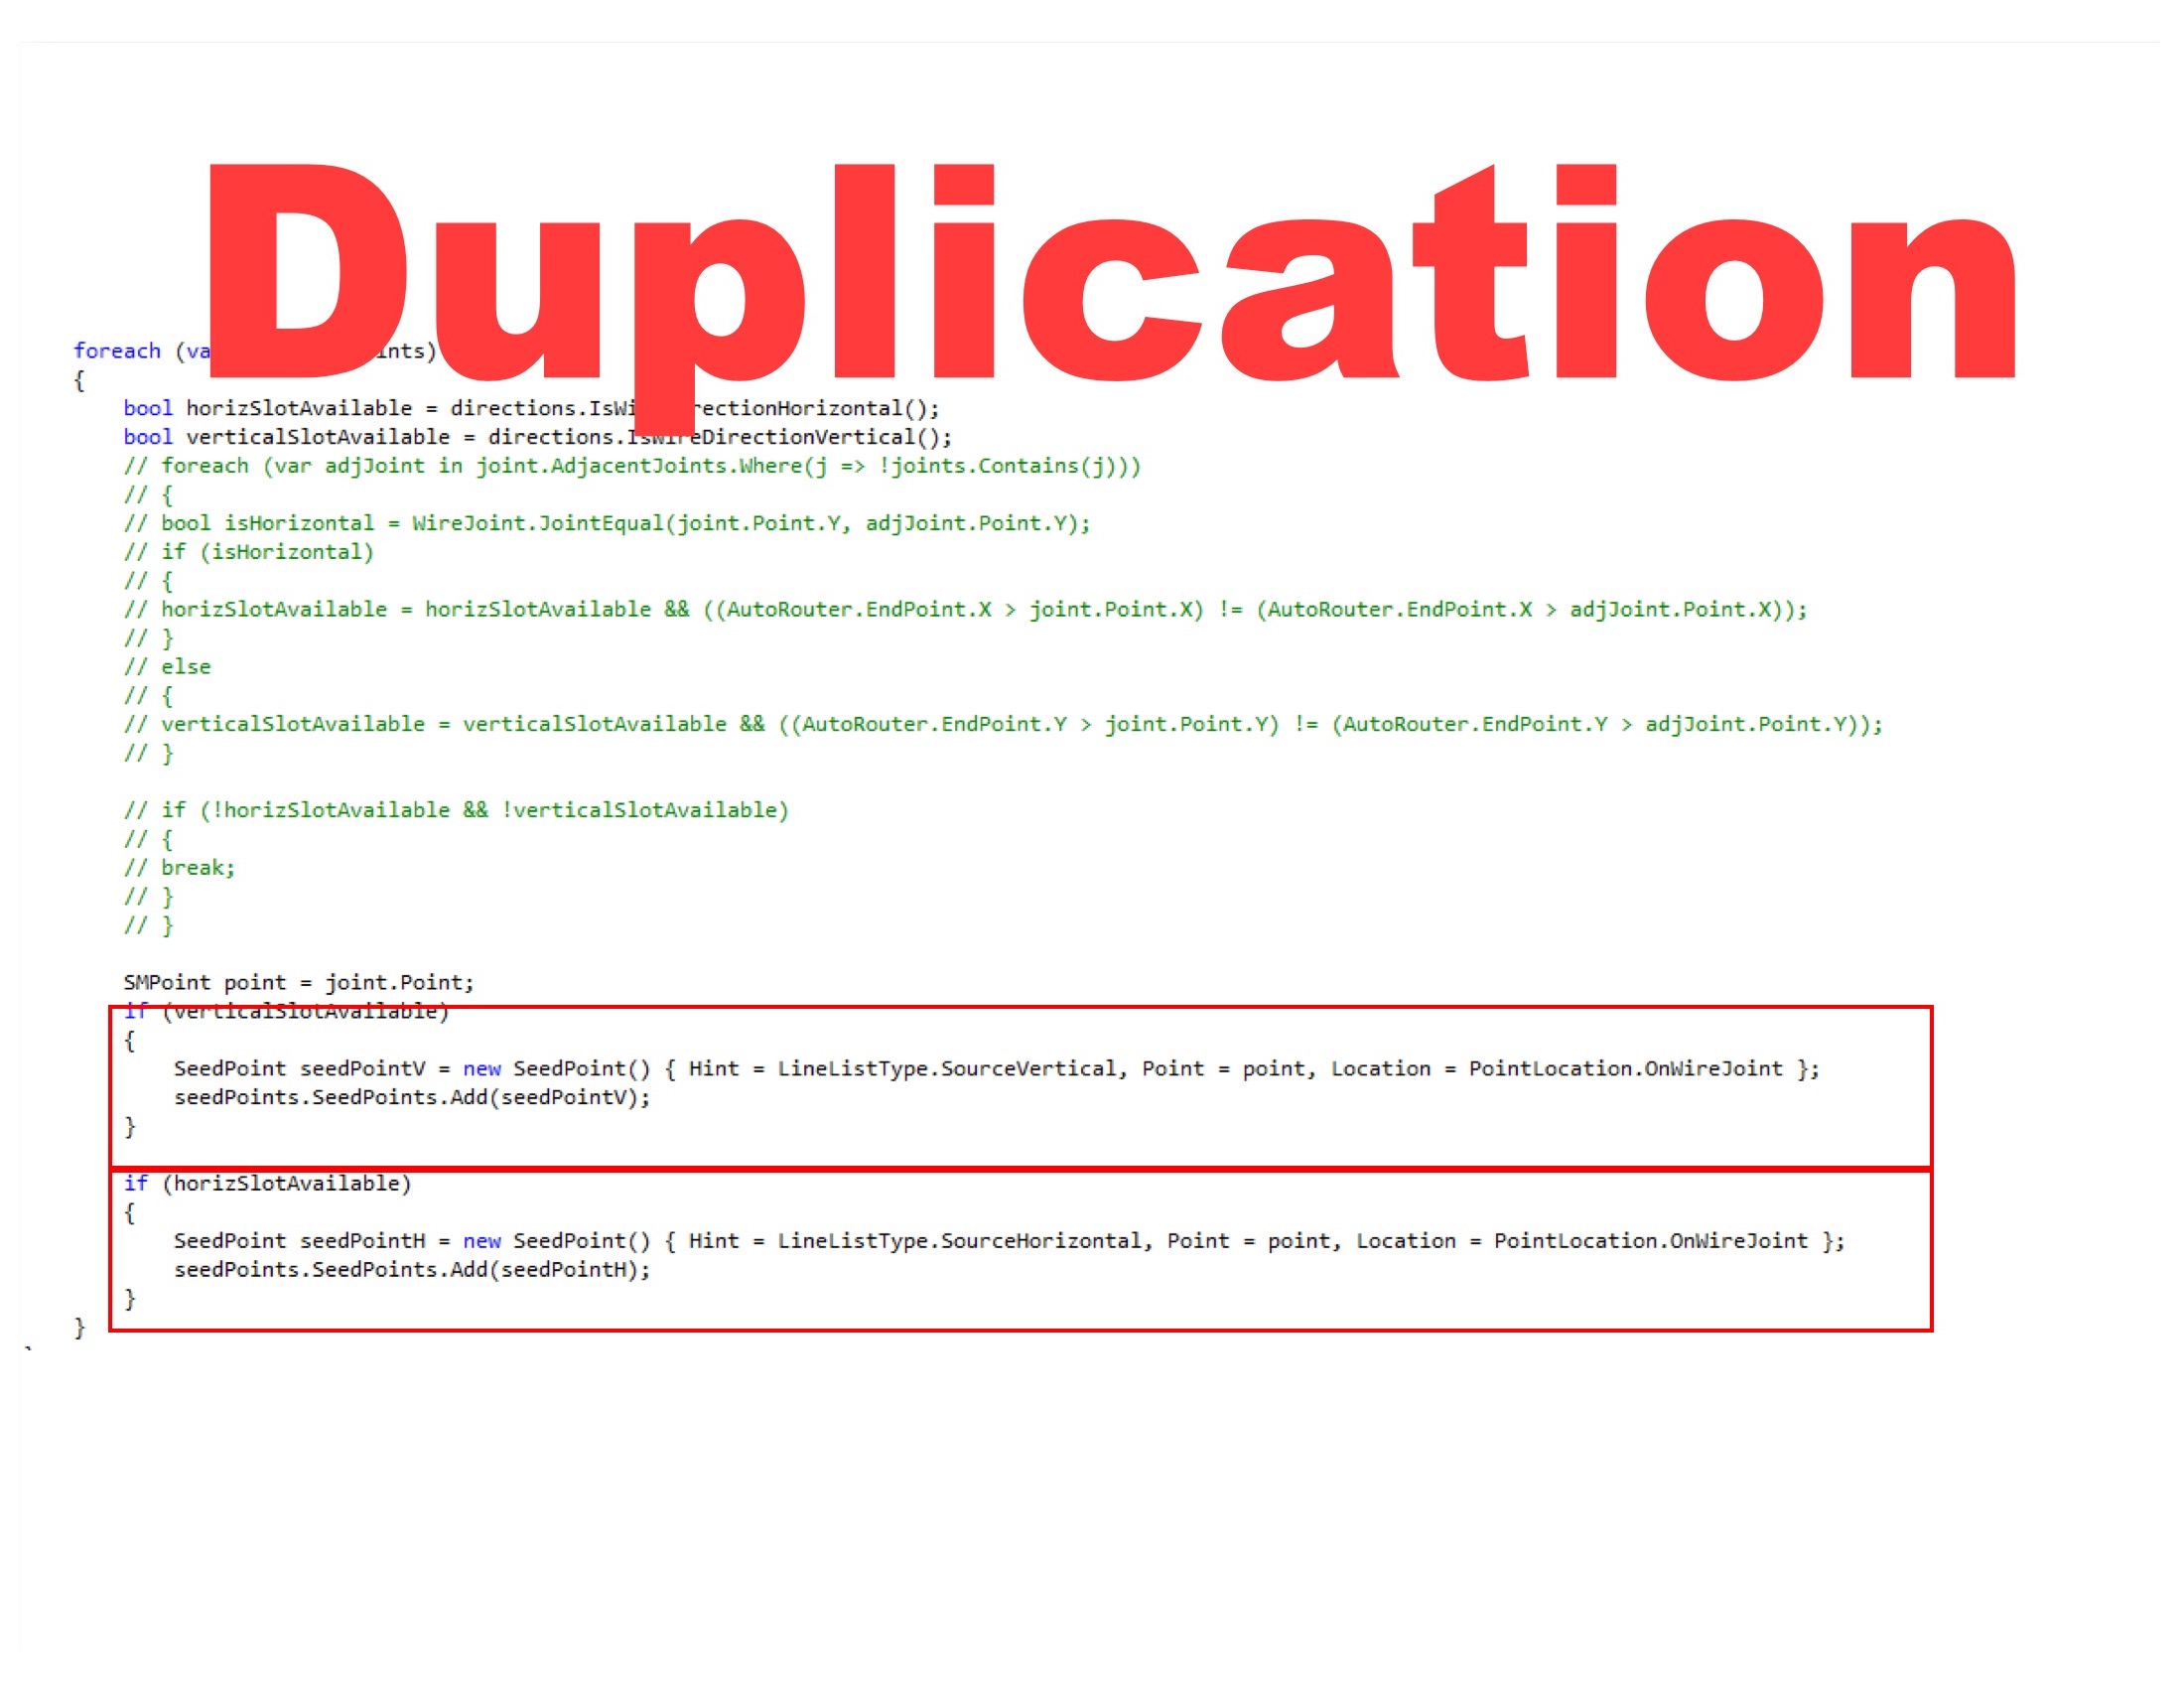 Duplication
foreach (va ints)
{
bool horizSlotAvailable = directions.IsWi rectionHorizontal();
bool verticalSlotAvailable = directions.IsWireDirectionVertical();
// foreach (var adjJoint in joint.AdjacentJoints.Where(j => !joints.Contains(j)))
// {
// bool isHorizontal = WireJoint.JointEqual(joint.Point.Y, adjJoint.Point.Y);
// if (isHorizontal)
// {
// horizSlotAvailable = horizSlotAvailable && ((AutoRouter.EndPoint.X > joint.Point.X) != (AutoRouter.EndPoint.X > adjJoint.Point.X));
// }
// else
// {
// verticalSlotAvailable = verticalSlotAvailable && ((AutoRouter.EndPoint.Y > joint.Point.Y) != (AutoRouter.EndPoint.Y > adjJoint.Point.Y));
// }
// if (!horizSlotAvailable && !verticalSlotAvailable)
// {
// break;
// }
// }
SMPoint point = joint.Point;
if (verticalSlotAvailable)
{
SeedPoint seedPointV = new SeedPoint() { Hint = LineListType.SourceVertical, Point = point, Location = PointLocation.OnWireJoint };
seedPoints.SeedPoints.Add(seedPointV);
}
if (horizSlotAvailable)
{
SeedPoint seedPointH = new SeedPoint() { Hint = LineListType.SourceHorizontal, Point = point, Location = PointLocation.OnWireJoint };
seedPoints.SeedPoints.Add(seedPointH);
}
}